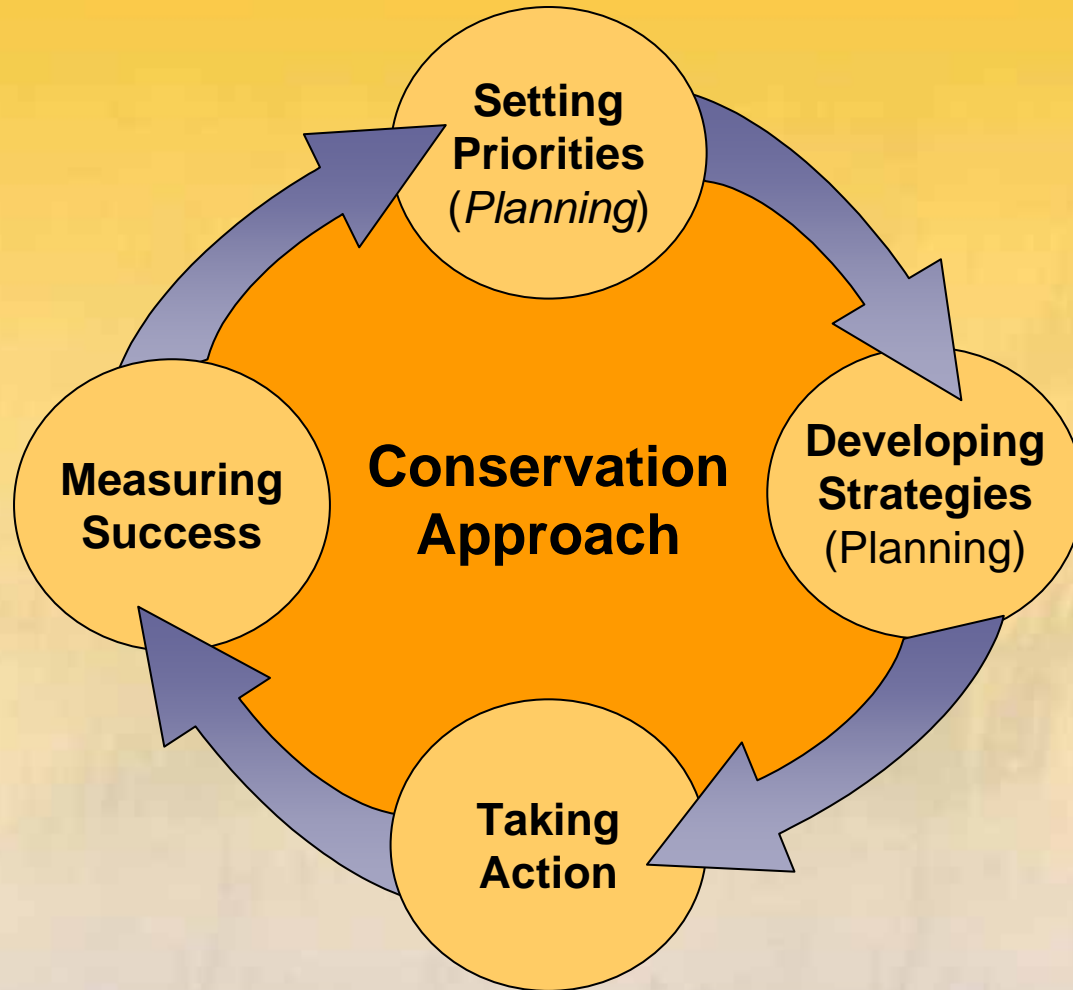 Setting
Priorities
(Planning)
Developing
Strategies
(Planning)
Conservation
Approach
Measuring
Success
Taking
Action